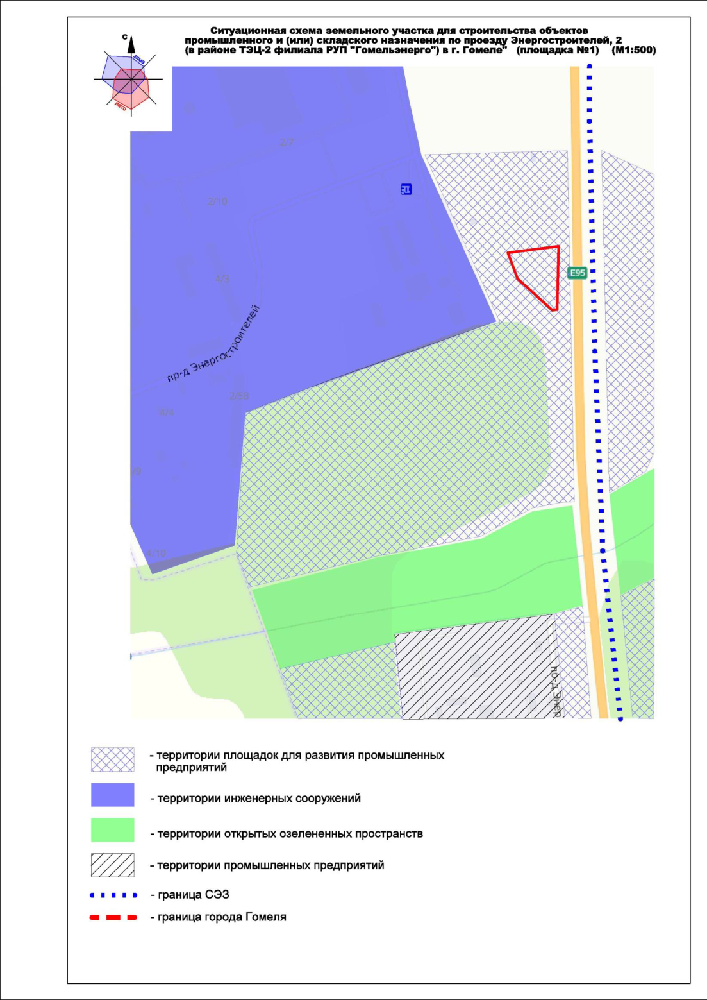 Ситуационная схема земельного участка для строительства объектов
промышленного и (или) складского назначения по проезду Энергостроителей, 2
(в районе ТЭЦ-2 филиала РУП "Гомельэнерго") в г. Гомеле" (площадка №1) (М1:500)
С
зима
лето
2/7
2/10
E95
4/3
пр-д Энергостроителей
2/5В
4/4
/9
4/10
пр-д Энер
- территории площадок для развития промышленных
предприятий
- территории инженерных сооружений
- территории открытых озелененных пространств
- территории промышленных предприятий
- граница СЭЗ
- граница города Гомеля